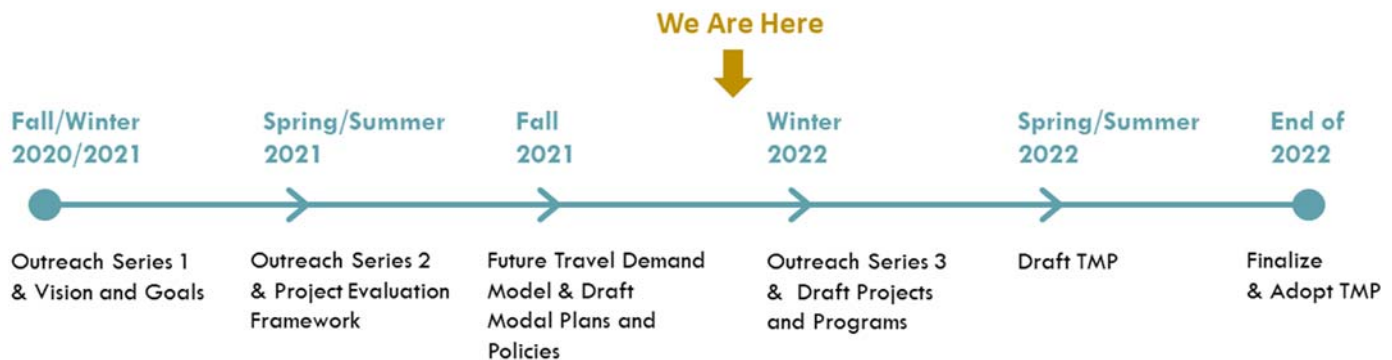 We Are Here
Fall/Winter
2020/2021
Spring/Summer
2021
Fall
2021
Winter
2022
Spring/Summer
2022
End of
2022
Outreach Series 1
& Vision and Goals
Outreach Series 2
& Project Evaluation
Framework
Future Travel Demand
Model & Draft
Modal Plans and
Policies
Outreach Series 3
& Draft Projects
and Programs
Draft TMP
Finalize
& Adopt TMP